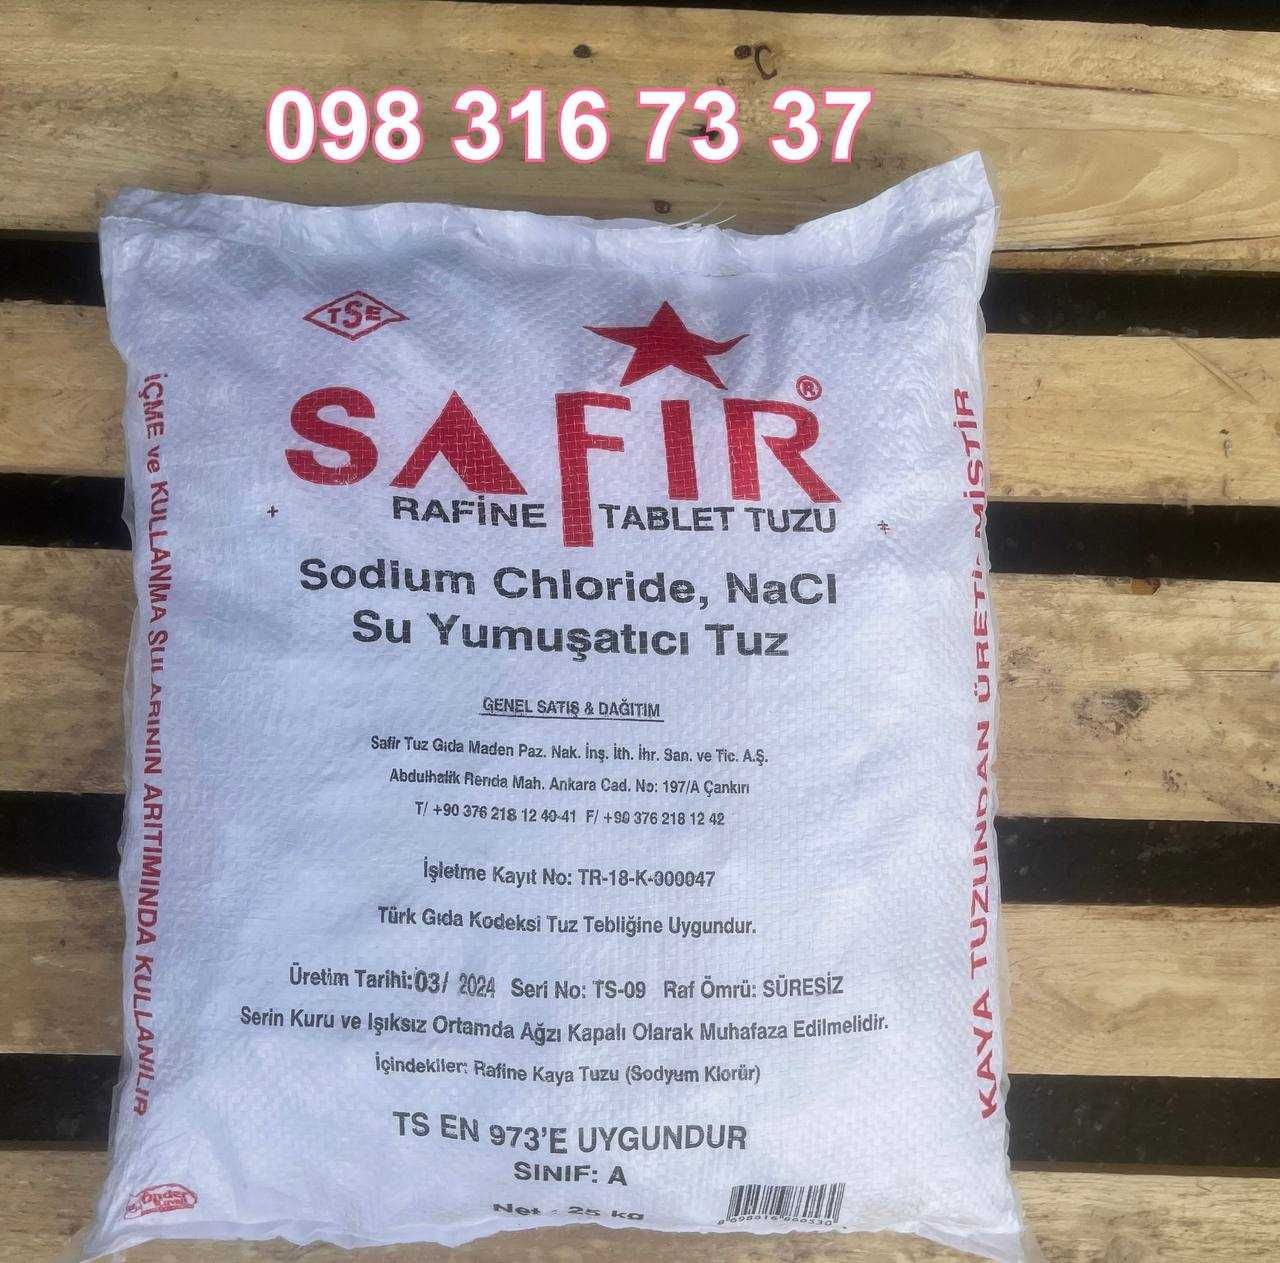 098 316 73 37
TSE
SAFİR ®
RAFİNE TABLET TUZU
Sodium Chloride, NaCl
Su Yumuşatıcı Tuz
GENEL SATIŞ & DAĞITIM
Safir Tuz Gıda Maden Paz. Nak. İnş. İth. İhr. San. ve Tic. A.Ş.
Abdulhalik Renda Mah. Ankara Cad. No: 197/A Çankırı
T/ +90 376 218 12 40-41 F/ +90 376 218 12 42
İşletme Kayıt No: TR-18-K-000047
Türk Gıda Kodeksi Tuz Tebliğine Uygundur.
Üretim Tarihi: 03/ 2024 Seri No: TS-09 Raf Ömrü: SÜRESİZ
Serin Kuru ve Işıksız Ortamda Ağzı Kapalı Olarak Muhafaza Edilmelidir.
İçindekiler: Rafine Kaya Tuzu (Sodyum Klorür)
TS EN 973'E UYGUNDUR
SINIF: A
Net : 25 kg
İÇME ve KULLANMA SULARININ ARITIMINDA KULLANILIR
KAYA TUZUNDAN ÜRETİLMİŞTİR
Önder